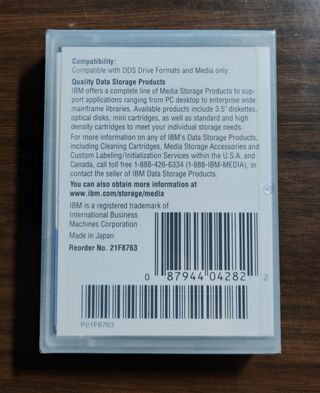 Compatibility:
Compatible with DDS Drive Formats and Media only.
Quality Data Storage Products
IBM offers a complete line of Media Storage Products to sup-
port applications ranging from PC desktop to enterprise wide
mainframe libraries. Available products include 3.5" diskettes,
optical disks, mini cartridges, as well as standard and high
density cartridges to meet your individual storage needs.
For more information on any of IBM's Data Storage Products,
including Cleaning Cartridges, Media Storage Accessories and
Custom Labeling/Initialization Services within the U.S.A. and
Canada, call toll free 1-888-426-6334 (1-888-IBM-MEDIA), or
contact the seller of IBM Data Storage Products.
You can also obtain more information at
www.ibm.com/storage/media
IBM is a registered trademark of
International Business
Machines Corporation
Made in Japan
Reorder No. 21F8763
0 87944 04282 2
P21F8763